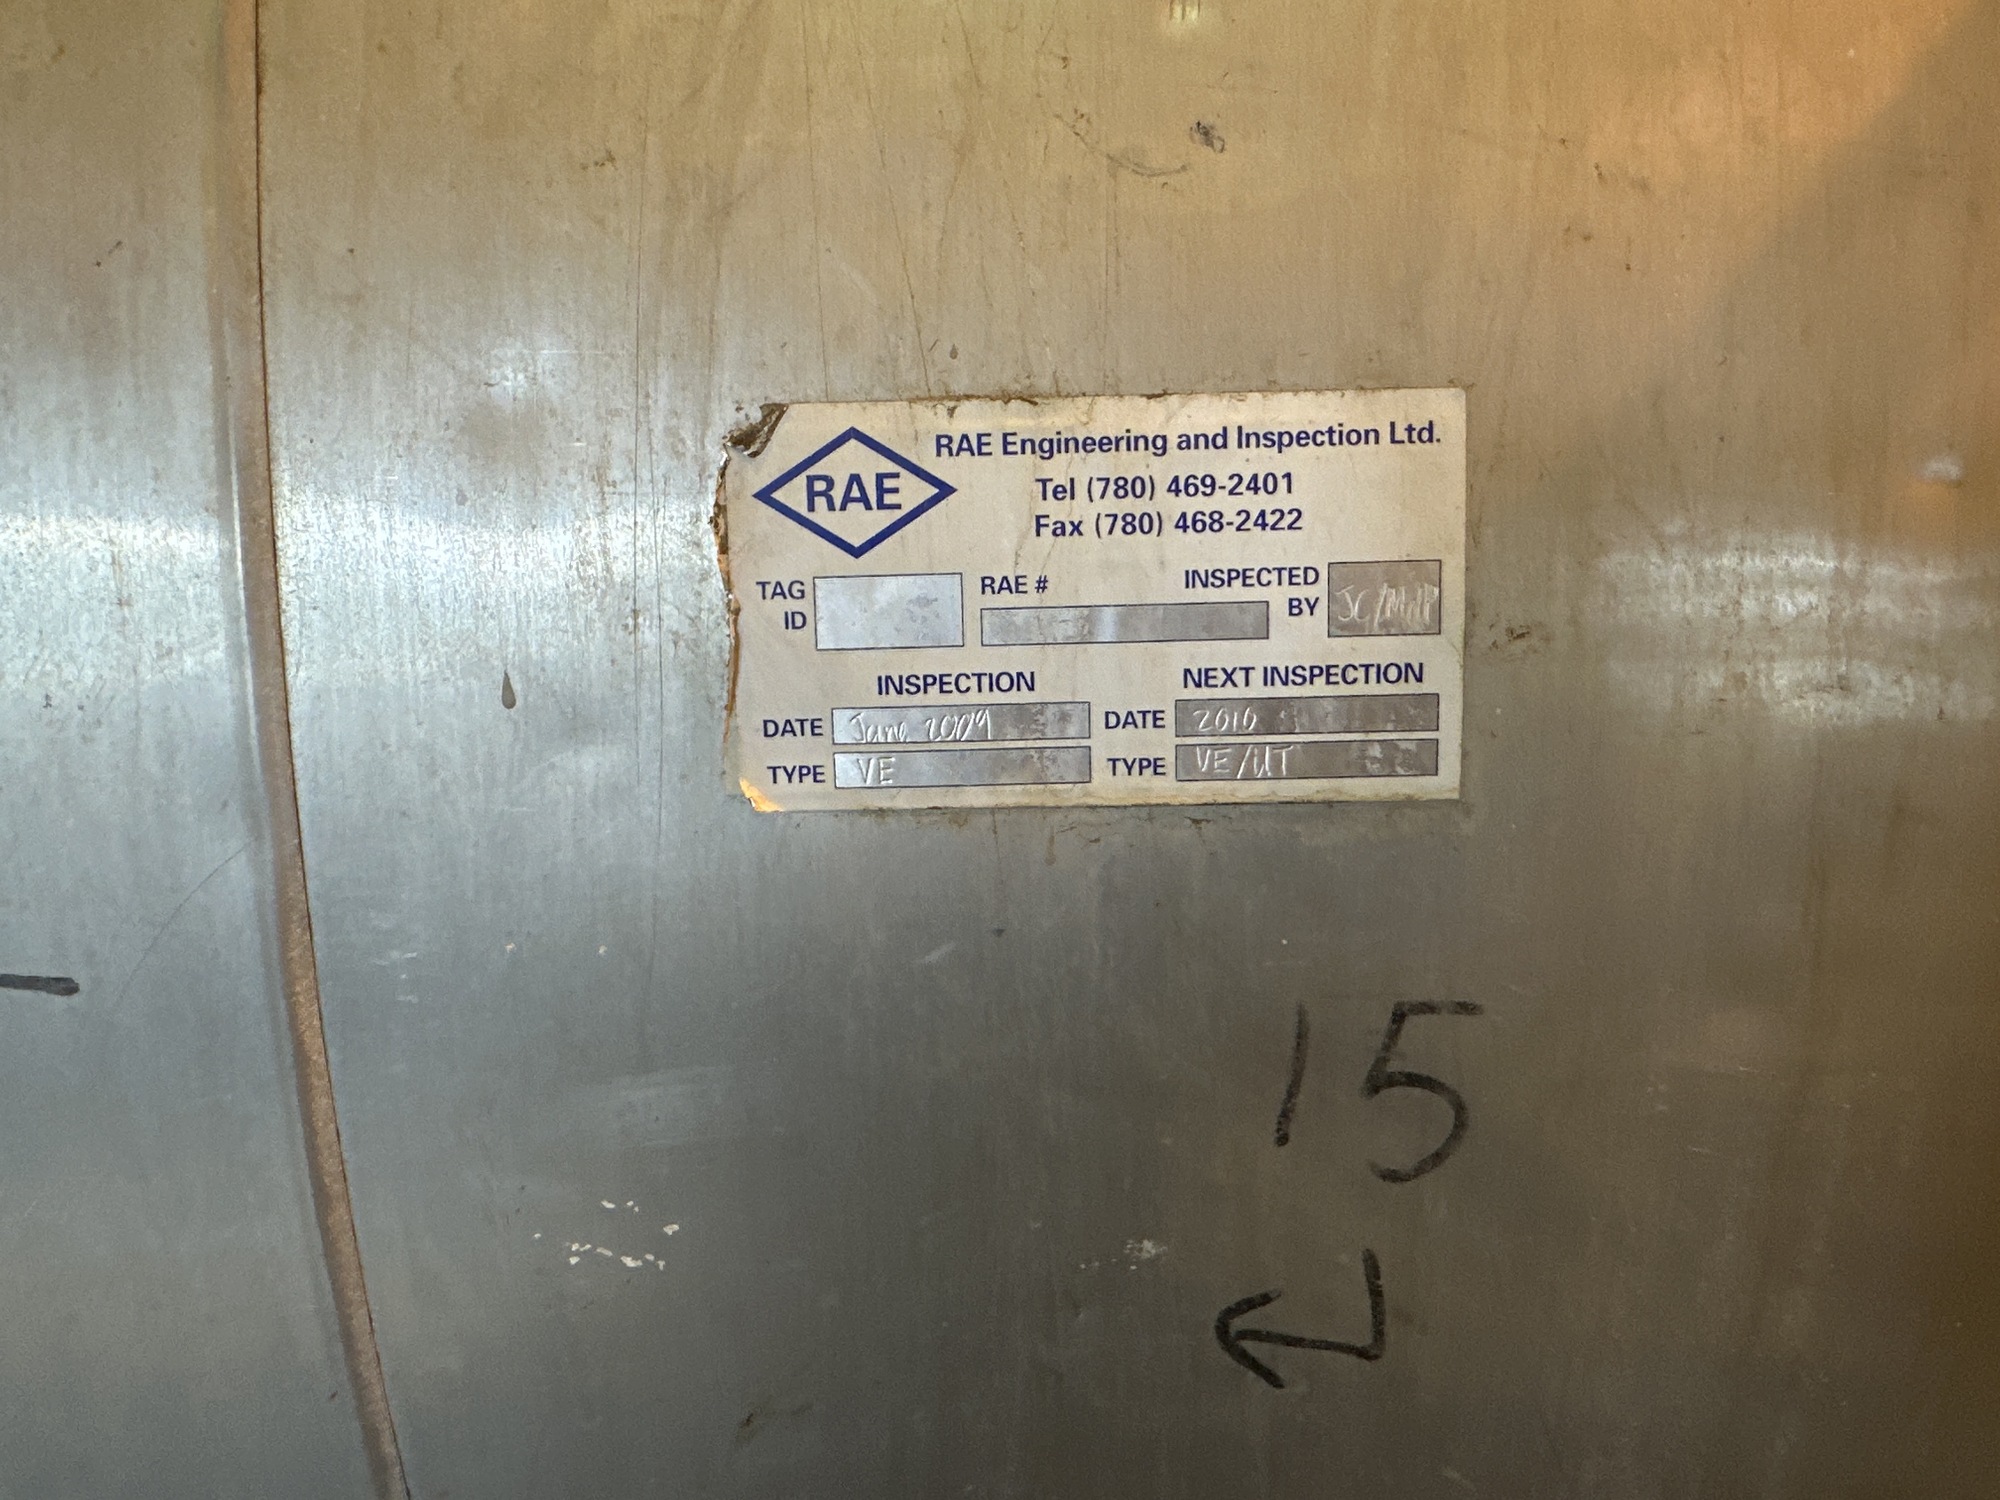 RAE
RAE Engineering and Inspection Ltd.
Tel (780) 469-2401
Fax (780) 468-2422
TAG ID
RAE #
INSPECTED BY
INSPECTION
DATE June 2009
TYPE VE
NEXT INSPECTION
DATE 2010
TYPE VE/UT
15